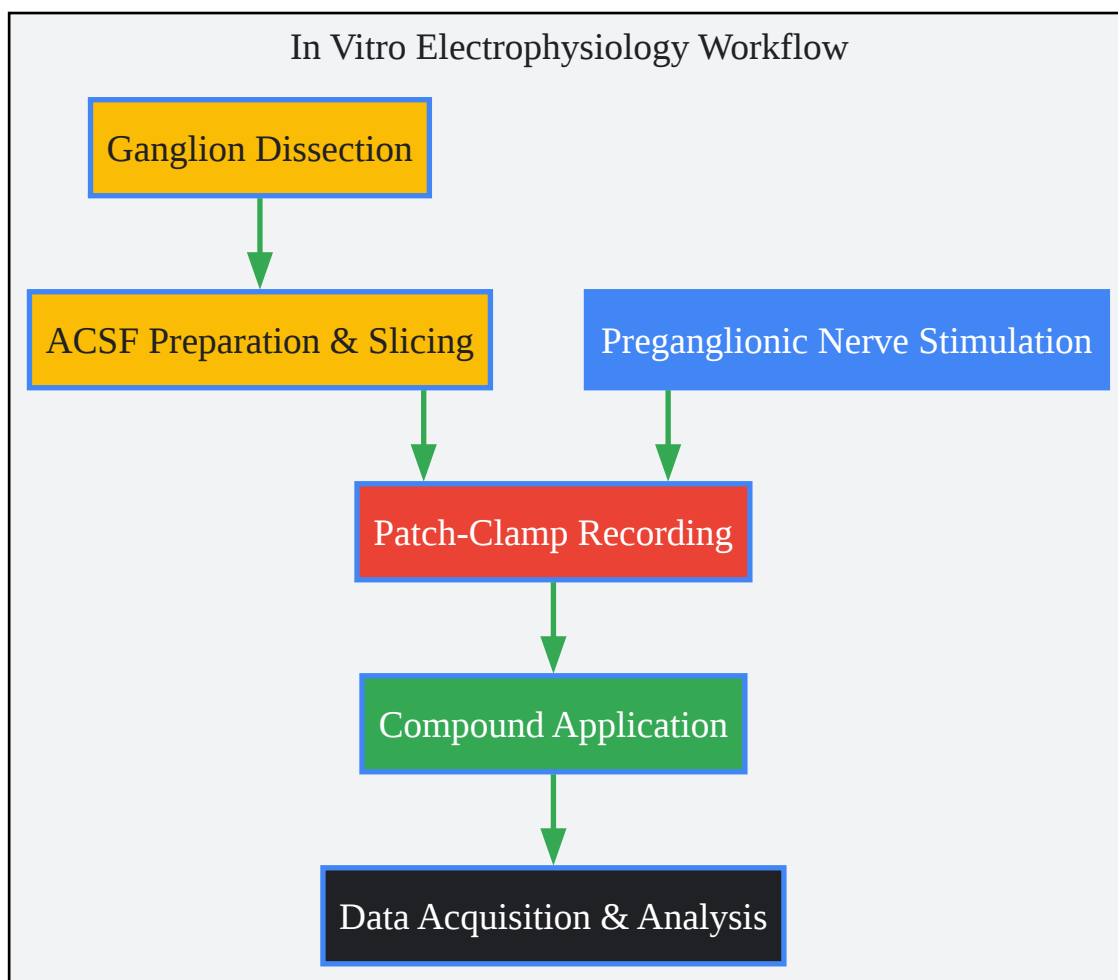 In Vitro Electrophysiology Workflow
Ganglion Dissection
ACSF Preparation & Slicing
Preganglionic Nerve Stimulation
Patch-Clamp Recording
Compound Application
Data Acquisition & Analysis